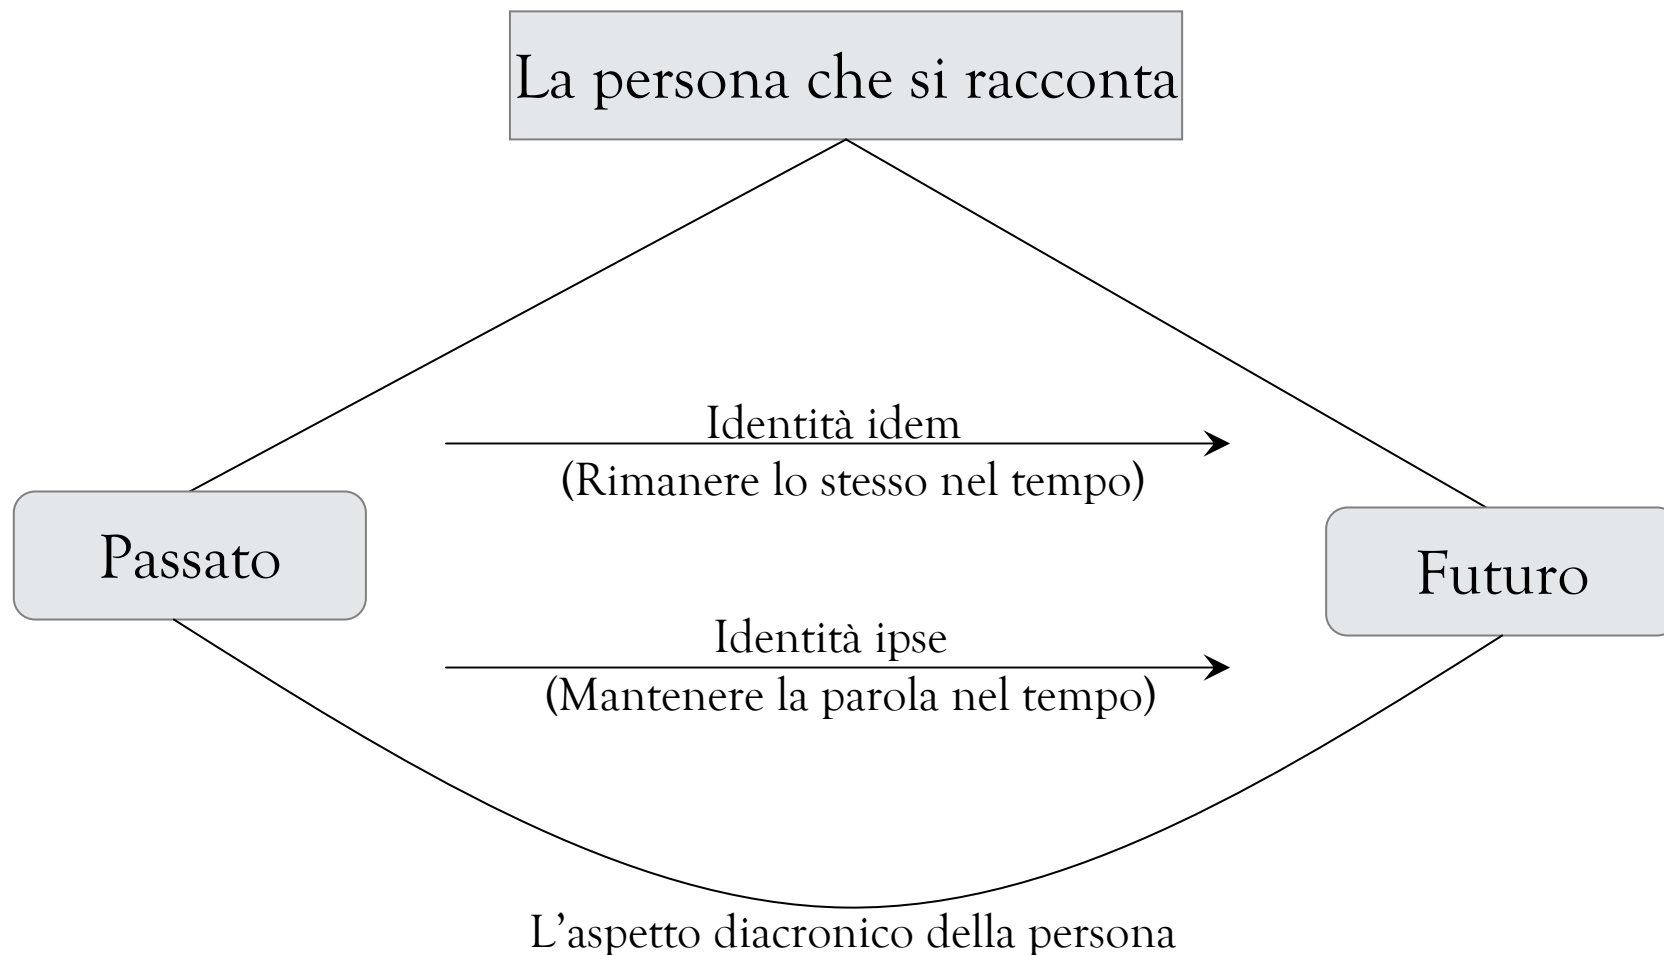 La persona che si racconta
Identità idem
(Rimanere lo stesso nel tempo)
Passato
Futuro
Identità ipse
(Mantenere la parola nel tempo)
L’aspetto diacronico della persona